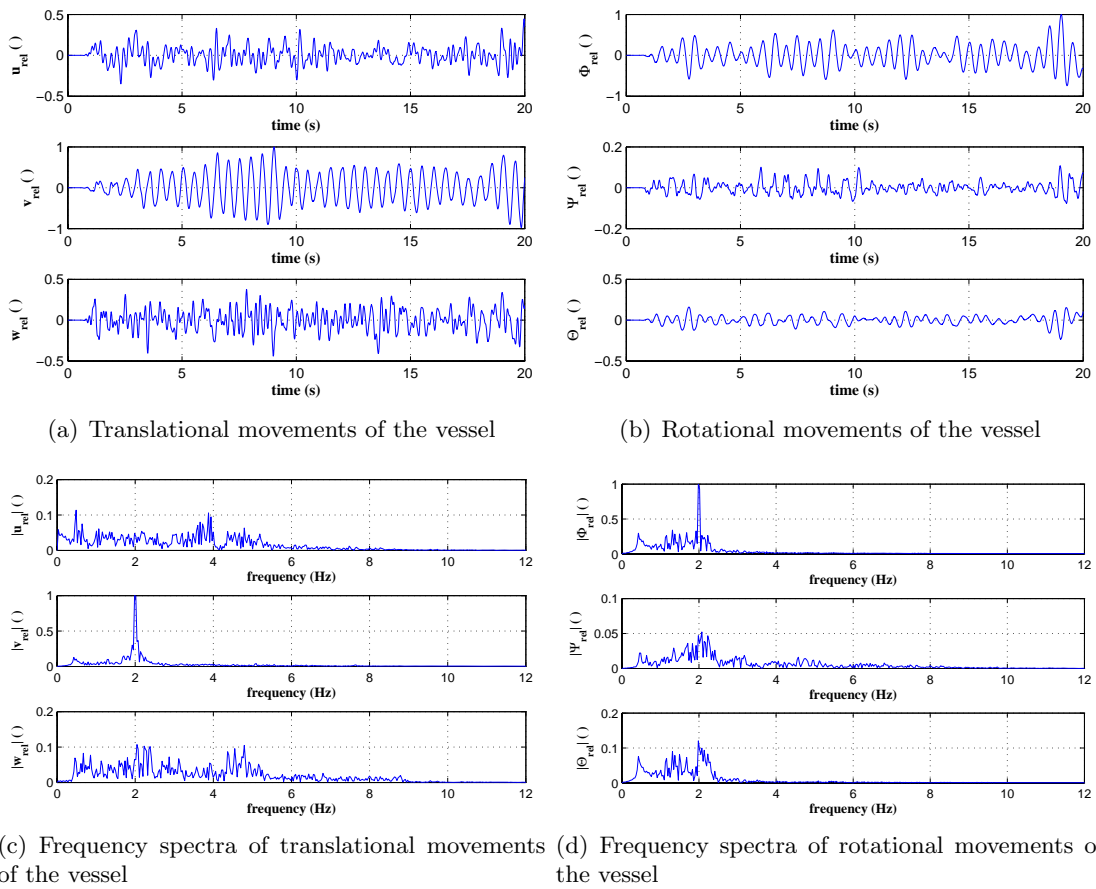 0.5
0
−0.5
u_rel ( )
0 5 10 15 20
time (s)
1
0
−1
v_rel ( )
0 5 10 15 20
time (s)
0.5
0
−0.5
w_rel ( )
0 5 10 15 20
time (s)
(a) Translational movements of the vessel
1
0
−1
Φ_rel ( )
0 5 10 15 20
time (s)
0.2
0
−0.2
Ψ_rel ( )
0 5 10 15 20
time (s)
0.5
0
−0.5
Θ_rel ( )
0 5 10 15 20
time (s)
(b) Rotational movements of the vessel
0.2
0.1
0
|u_rel| ( )
0 2 4 6 8 10 12
frequency (Hz)
1
0.5
0
|v_rel| ( )
0 2 4 6 8 10 12
frequency (Hz)
0.2
0.1
0
|w_rel| ( )
0 2 4 6 8 10 12
frequency (Hz)
(c) Frequency spectra of translational movements
of the vessel
1
0.5
0
|Φ_rel| ( )
0 2 4 6 8 10 12
frequency (Hz)
0.1
0.05
0
|Ψ_rel| ( )
0 2 4 6 8 10 12
frequency (Hz)
0.2
0.1
0
|Θ_rel| ( )
0 2 4 6 8 10 12
frequency (Hz)
(d) Frequency spectra of rotational movements o
the vessel